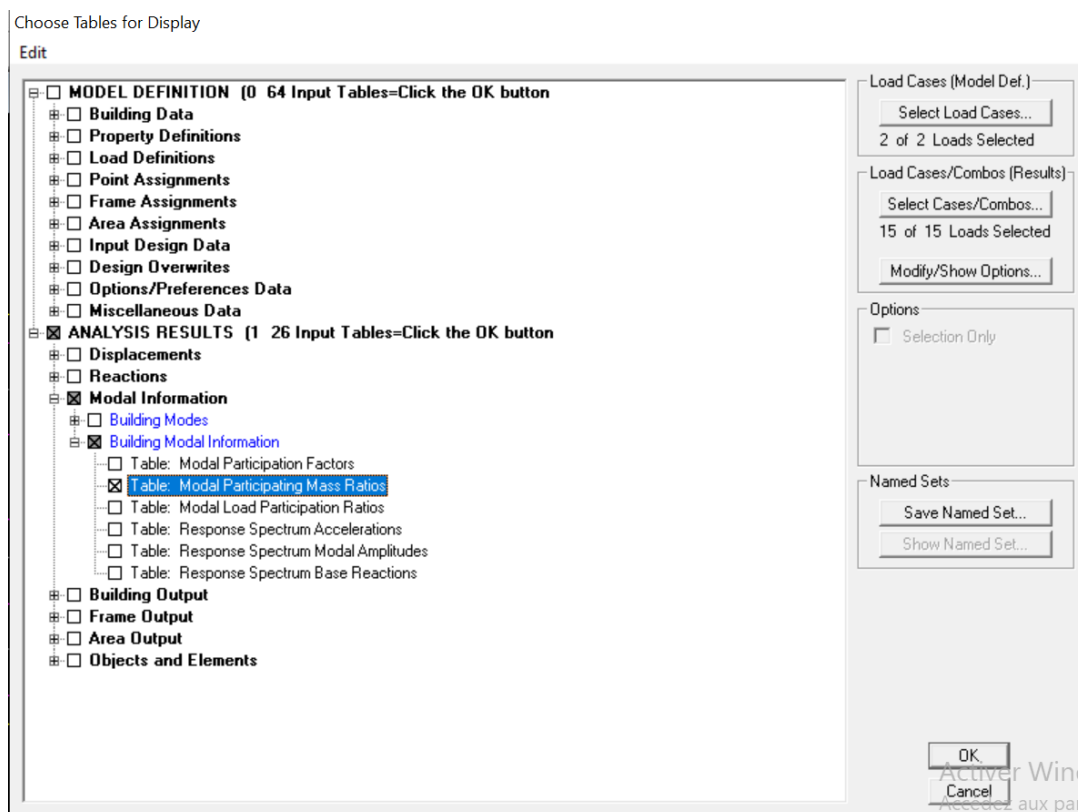 Choose Tables for Display
Edit
MODEL DEFINITION (0 64 Input Tables=Click the OK button
Building Data
Property Definitions
Load Definitions
Point Assignments
Frame Assignments
Area Assignments
Input Design Data
Design Overwrites
Options/Preferences Data
Miscellaneous Data
ANALYSIS RESULTS (1 26 Input Tables=Click the OK button
Displacements
Reactions
Modal Information
Building Modes
Building Modal Information
Table: Modal Participation Factors
Table: Modal Participating Mass Ratios
Table: Modal Load Participation Ratios
Table: Response Spectrum Accelerations
Table: Response Spectrum Modal Amplitudes
Table: Response Spectrum Base Reactions
Building Output
Frame Output
Area Output
Objects and Elements
Load Cases (Model Def.)
Select Load Cases...
2 of 2 Loads Selected
Load Cases/Combos (Results)
Select Cases/Combos...
15 of 15 Loads Selected
Modify/Show Options...
Options
Selection Only
Named Sets
Save Named Set...
Show Named Set...
OK
Activer Win
Cancel
Accédez aux pa